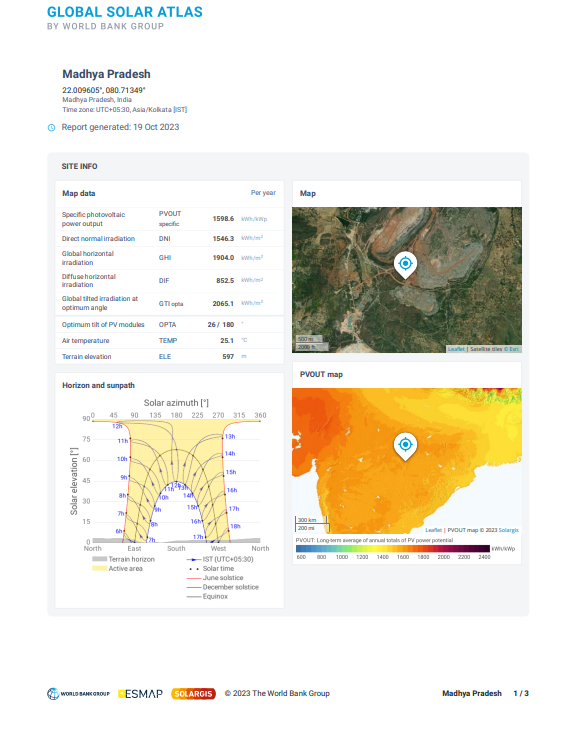 GLOBAL SOLAR ATLAS
BY WORLD BANK GROUP
Madhya Pradesh
22.009605°, 080.71349°
Madhya Pradesh, India
Time zone: UTC+05:30, Asia/Kolkata [IST]
Report generated: 19 Oct 2023
SITE INFO
Map data Per year
Specific photovoltaic power output PVOUT specific 1598.6 kWh/kWp
Direct normal irradiation DNI 1546.3 kWh/m²
Global horizontal irradiation GHI 1904.0 kWh/m²
Diffuse horizontal irradiation DIF 852.5 kWh/m²
Global tilted irradiation at optimum angle GTI opta 2065.1 kWh/m²
Optimum tilt of PV modules OPTA 26 / 180 °
Air temperature TEMP 25.1 °C
Terrain elevation ELE 597 m
Map
500 m
2000 ft
Leaflet | Satellite tiles © Esri
PVOUT map
300 km
200 mi
Leaflet | PVOUT map © 2023 Solargis
PVOUT: Long-term average of annual totals of PV power potential
kWh/kWp
600 800 1000 1200 1400 1600 1800 2000 2200 2400
Horizon and sunpath
Solar azimuth [°]
0 45 90 135 180 225 270 315 360
Solar elevation [°]
90
75
60
45
30
15
0
12h 13h
11h 14h
10h 15h
9h 16h
8h 17h
7h 18h
6h
North East South West North
Terrain horizon
Active area
IST (UTC+05:30)
Solar time
June solstice
December solstice
Equinox
WORLD BANK GROUP ESMAP SOLARGIS © 2023 The World Bank Group
Madhya Pradesh 1 / 3